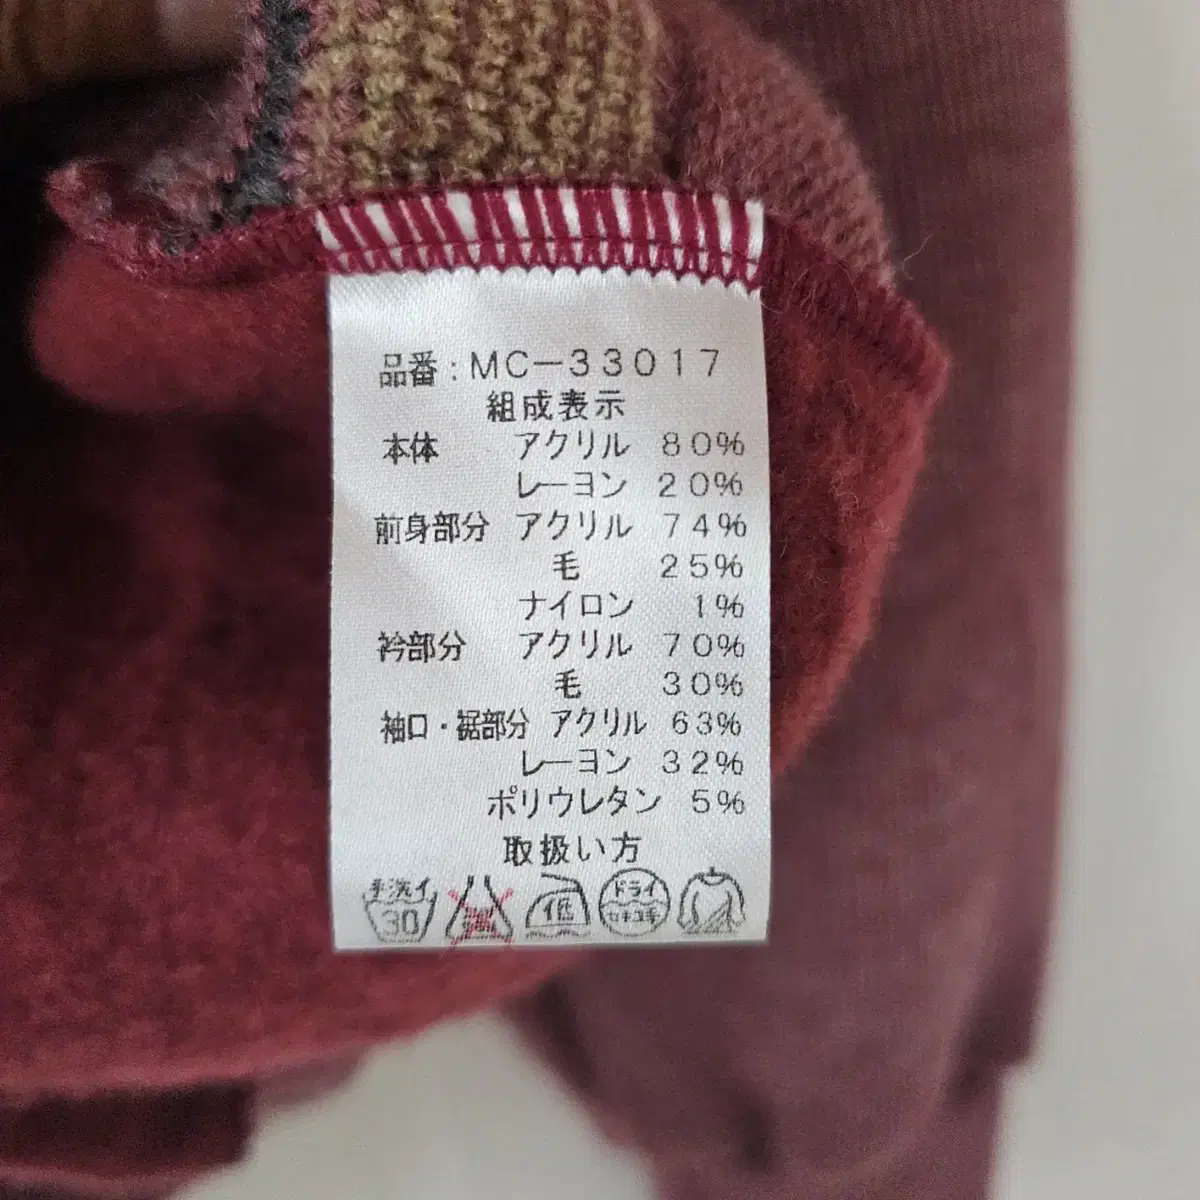 品番:MC-33017
組成表示
本体 アクリル 80%
レーヨン 20%
前身部分 アクリル 74%
毛 25%
ナイロン 1%
衿部分 アクリル 70%
毛 30%
袖口・裾部分 アクリル 63%
レーヨン 32%
ポリウレタン 5%
取扱い方
手洗イ 30 低 ドライ セキユ系